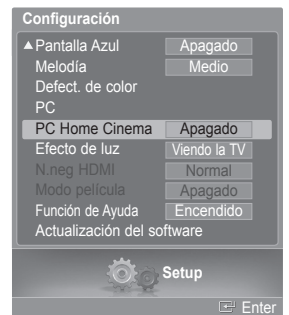 Configuración
▲ Pantalla Azul Apagado
Melodía Medio
Defect. de color
PC
PC Home Cinema Apagado
Efecto de luz Viendo la TV
N.neg HDMI Normal
Modo película Apagado
Función de Ayuda Encendido
Actualización del software
Setup
Enter